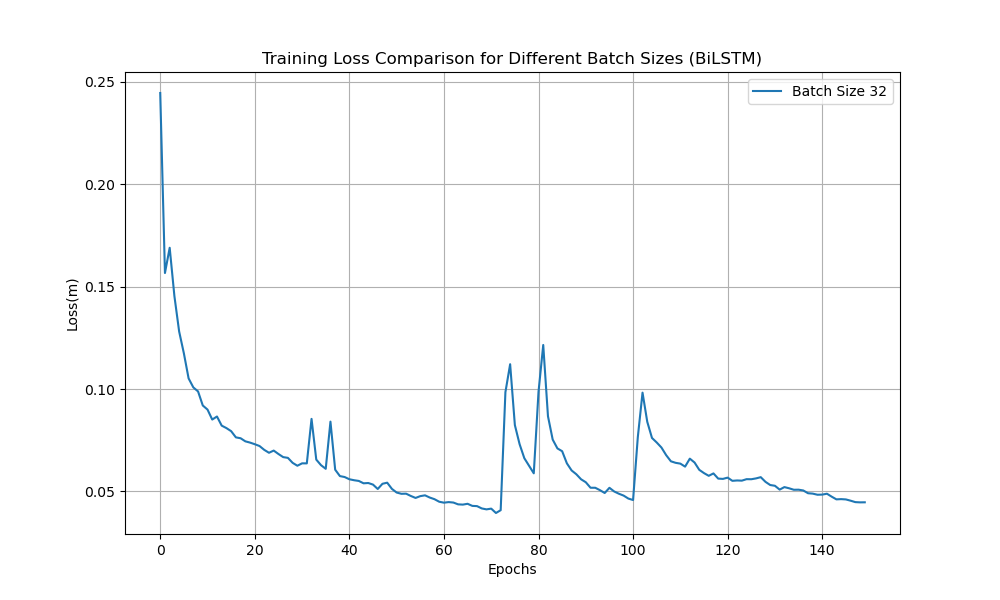 Training Loss Comparison for Different Batch Sizes (BiLSTM)
Batch Size 32
0.25
0.20
0.15
0.10
0.05
Loss(m)
0 20 40 60 80 100 120 140
Epochs